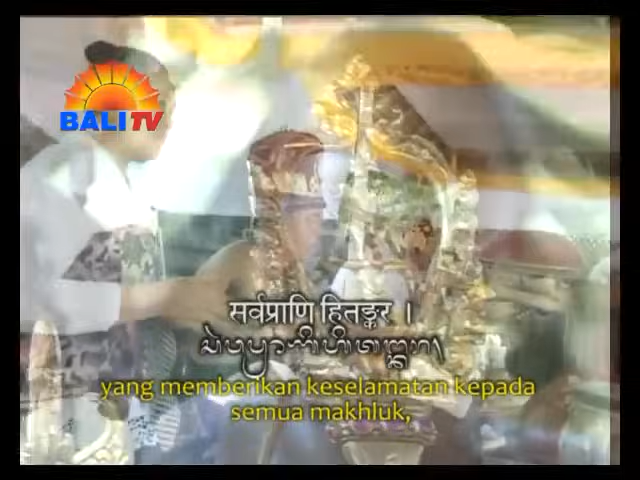 BALI TV
सर्वप्राणि हितङ्कर ।
yang memberikan keselamatan kepada
semua makhluk,